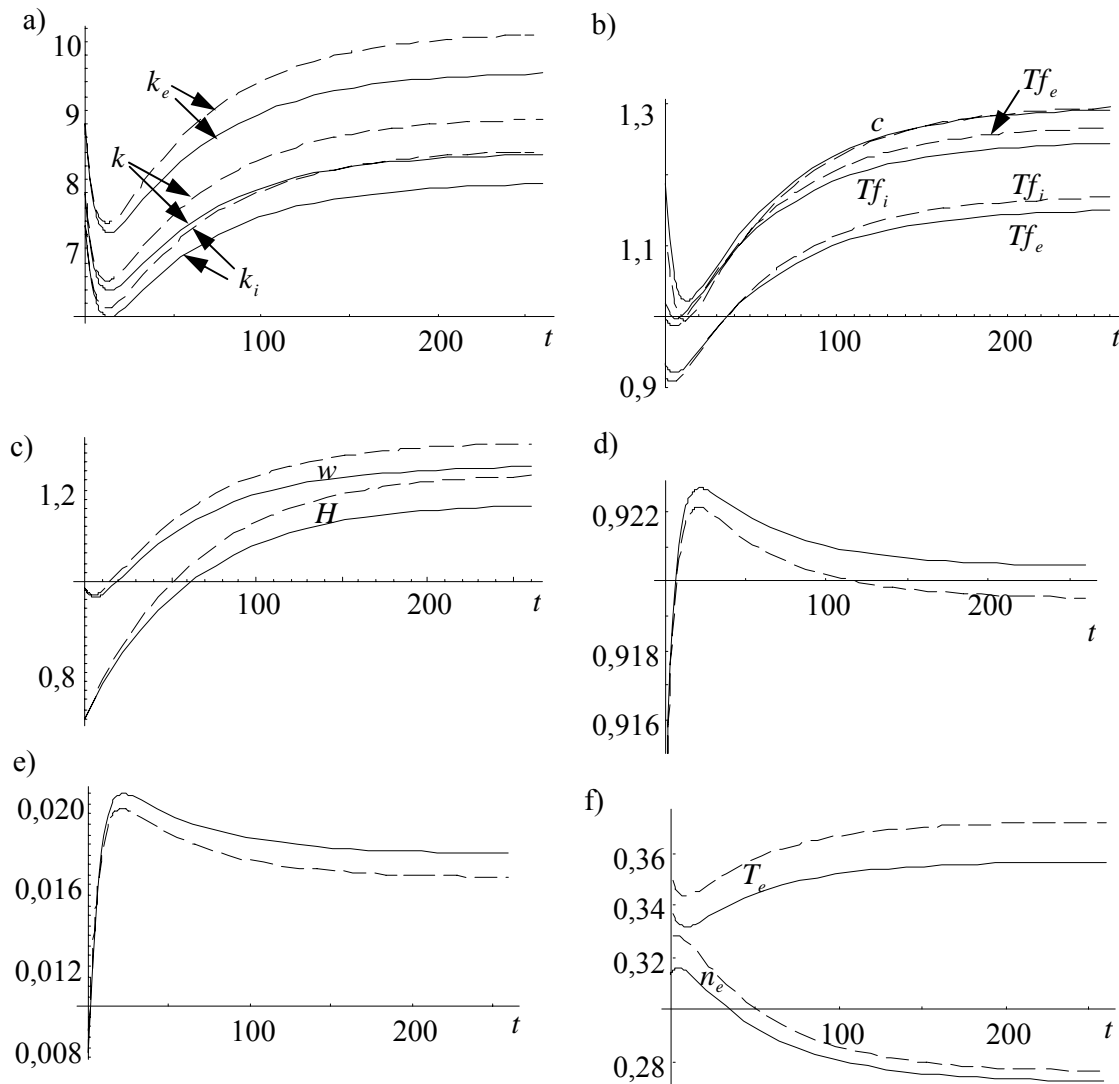 a)
10
9
8
7
k_e
k
k_i
100
200
t
b)
1,3
1,1
0,9
c
Tf_e
Tf_i
Tf_i
Tf_e
100
200
t
c)
1,2
0,8
w
H
100
200
t
d)
0,922
0,918
0,916
100
200
t
e)
0,020
0,016
0,012
0,008
100
200
t
f)
0,36
0,34
0,32
0,28
T_e
n_e
100
200
t